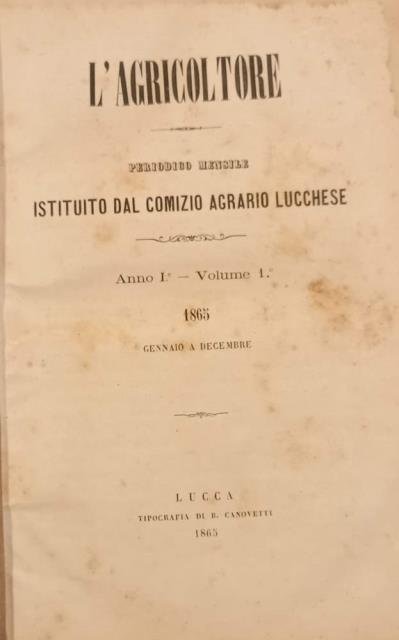 L'AGRICOLTORE
PERIODICO MENSILE
ISTITUITO DAL COMIZIO AGRARIO LUCCHESE
Anno I.° — Volume 1.°
1865
GENNAIO A DECEMBRE
LUCCA
TIPOGRAFIA DI B. CANOVETTI
1865